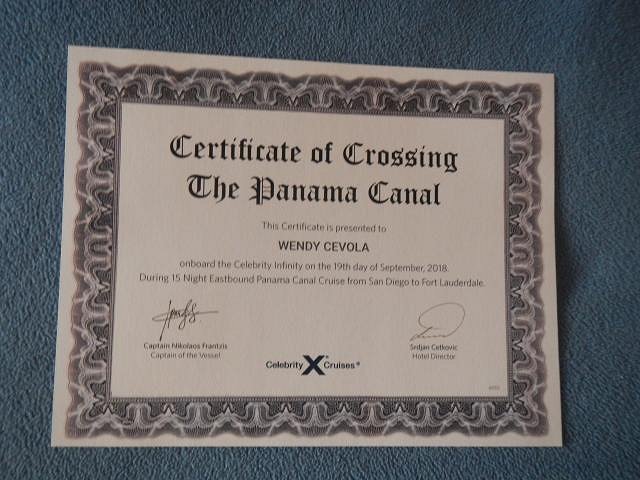 Certificate of Crossing
The Panama Canal
This Certificate is presented to
WENDY CEVOLA
onboard the Celebrity Infinity on the 19th day of September, 2018.
During 15 Night Eastbound Panama Canal Cruise from San Diego to Fort Lauderdale.
Captain Nikolaos Frantzis
Captain of the Vessel
Srdjan Cetkovic
Hotel Director
Celebrity X Cruises®